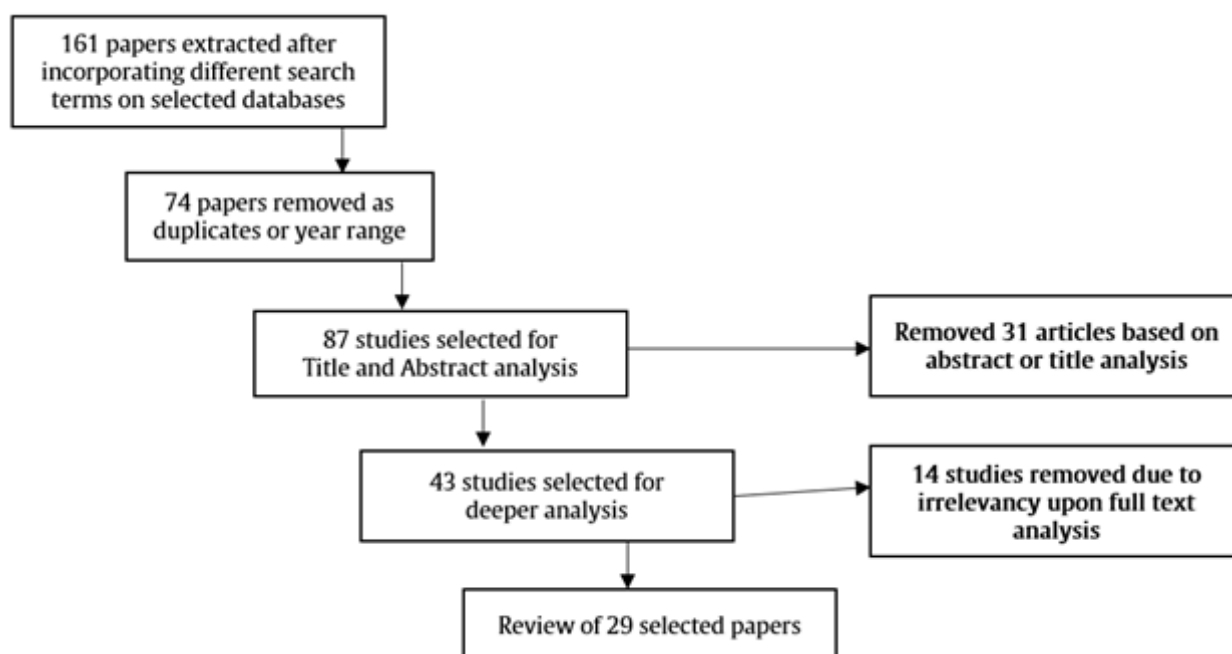 161 papers extracted after
incorporating different search
terms on selected databases
74 papers removed as
duplicates or year range
87 studies selected for
Title and Abstract analysis
Removed 31 articles based on
abstract or title analysis
43 studies selected for
deeper analysis
14 studies removed due to
irrelevancy upon full text
analysis
Review of 29 selected papers